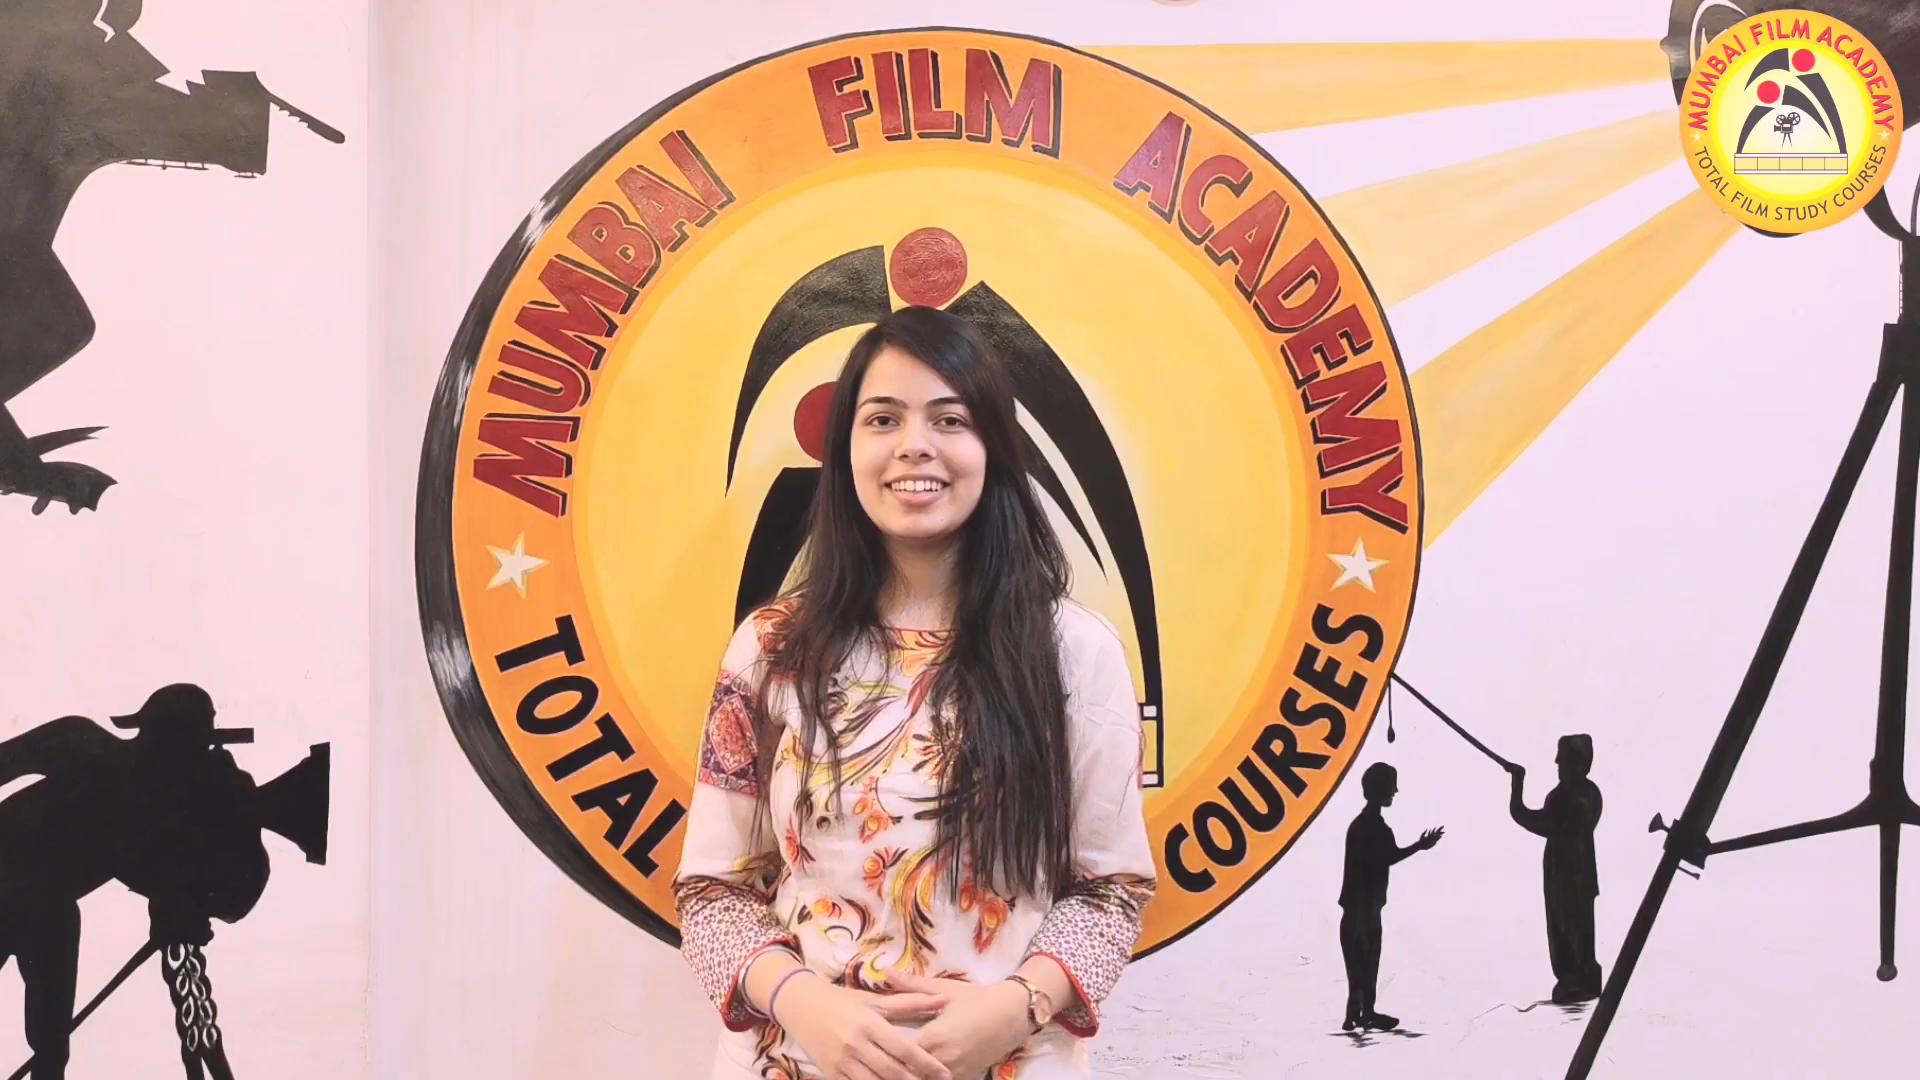 MUMBAI FILM ACADEMY
TOTAL
COURSES
MUMBAI FILM ACADEMY
TOTAL FILM STUDY COURSES